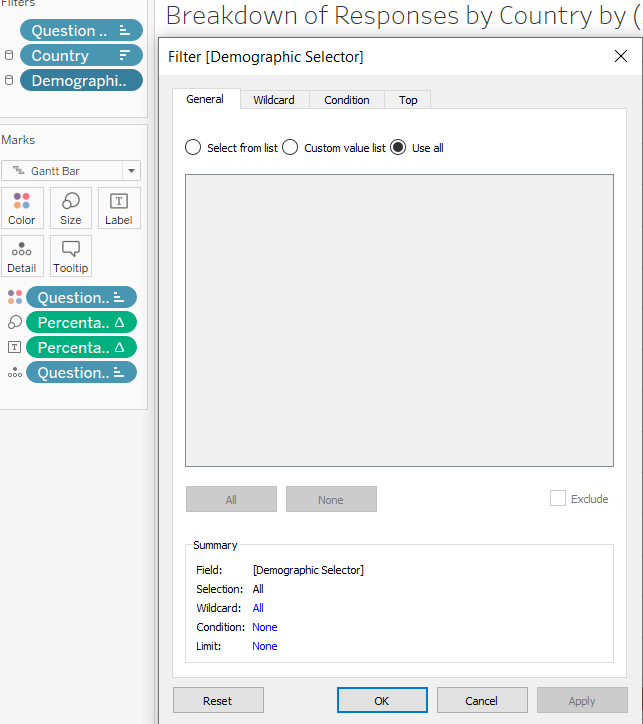 Filters
Question ..
Country
Demographi..
Marks
Gantt Bar
Color
Size
T
Label
Detail
Tooltip
Question..
Percenta.. Δ
T
Percenta.. Δ
Question..
Breakdown of Responses by Country by (
Filter [Demographic Selector]
General
Wildcard
Condition
Top
Select from list
Custom value list
Use all
All
None
Exclude
Summary
Field: [Demographic Selector]
Selection: All
Wildcard: All
Condition: None
Limit: None
Reset
OK
Cancel
Apply